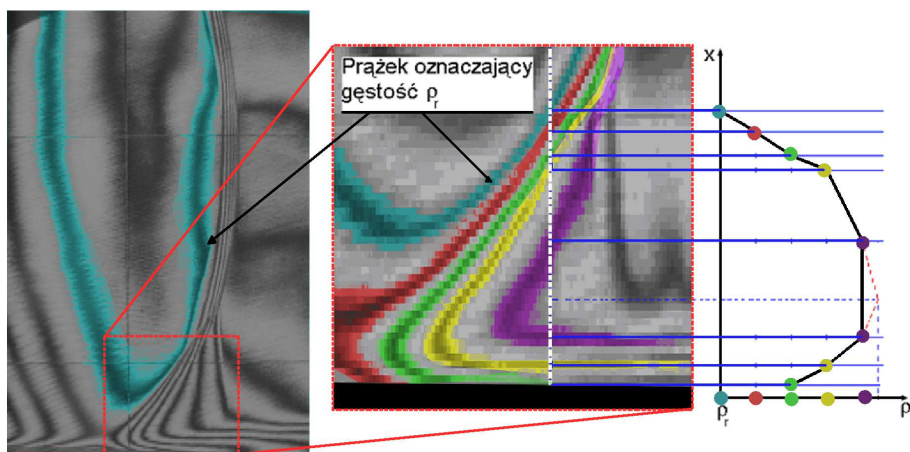 Prążek oznaczający
gęstość ρr
x
ρr
ρ